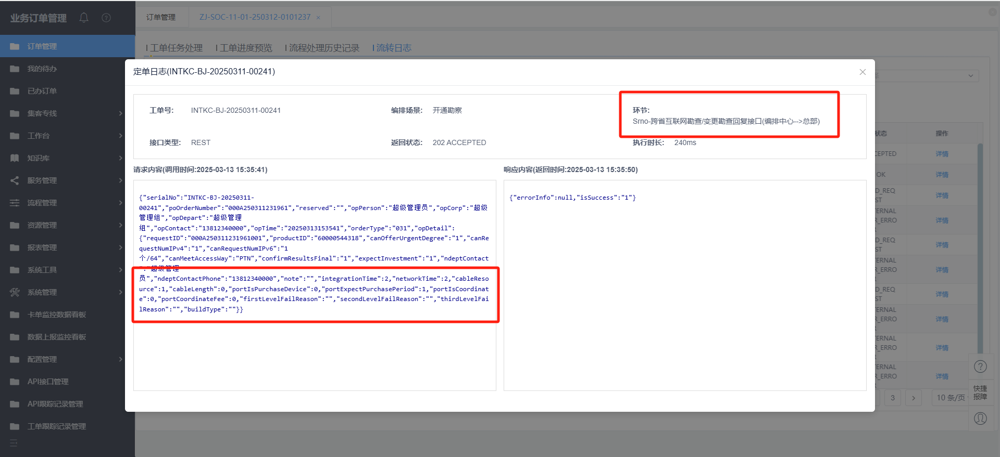 业务订单管理
订单管理
ZJ-SOC-11-01-250312-0101237 ×
订单管理
我的待办
已办订单
集客专线
工作台
知识库
服务管理
流程管理
资源管理
报表管理
系统工具
系统管理
卡单监控数据看板
数据上报监控看板
配置管理
API接口管理
API跟踪记录管理
工单跟踪记录管理
工单任务处理
工单进度预览
流程处理历史记录
流转日志
定单日志(INTKC-BJ-20250311-00241)
工单号: INTKC-BJ-20250311-00241
编排场景: 开通勘察
环节:
Srno-跨省互联网勘查/变更勘查回复接口(编排中心-->总部)
接口类型: REST
返回状态: 202 ACCEPTED
执行时长: 240ms
请求内容(调用时间:2025-03-13 15:35:41)
{"serialNo":"INTKC-BJ-20250311-
00241","poOrderNumber":"000A250311231961","reserved":"","opPerson":"超级管理员","opCorp":"超级
管理组","opDepart":"超级管理
组","opContact":"13812340000","opTime":"20250313153541","orderType":"031","opDetail":
{"requestID":"000A250311231961001","productID":"60000544318","canOfferUrgentDegree":"1","canRe
questNumIPv4":"1","canRequestNumIPv6":"1
个/64","canMeetAccessWay":"PTN","confirmResultsFinal":"1","expectInvestment":"1","ndeptContact
":"超级管理
员","ndeptContactPhone":"13812340000","note":"","integrationTime":2,"networkTime":2,"cableReso
urce":1,"cableLength":0,"portIsPurchaseDevice":0,"portExpectPurchasePeriod":1,"portIsCoordinat
e":0,"portCoordinateFee":0,"firstLevelFailReason":"","secondLevelFailReason":"","thirdLevelFai
lReason":"","buildType":""}}
响应内容(返回时间:2025-03-13 15:35:50)
{"errorInfo":null,"isSuccess":"1"}
状态
操作
CEPTED
详情
OK
详情
D_REQ
ST
详情
TERNAL
R_ERRO
详情
D_REQ
ST
详情
TERNAL
R_ERRO
详情
D_REQ
ST
详情
TERNAL
R_ERRO
详情
TERNAL
R_ERRO
详情
TERNAL
R_ERRO
详情
3
10 条/页
快捷
报障